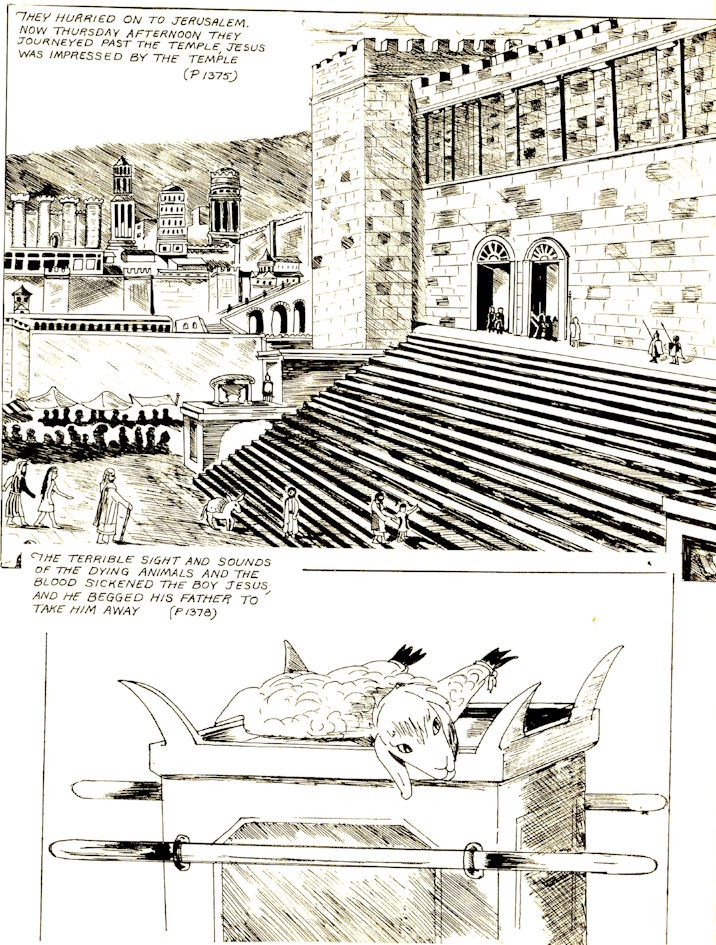 THEY HURRIED ON TO JERUSALEM.
NOW THURSDAY AFTERNOON THEY
JOURNEYED PAST THE TEMPLE, JESUS
WAS IMPRESSED BY THE TEMPLE
(P 1375)
THE TERRIBLE SIGHT AND SOUNDS
OF THE DYING ANIMALS AND THE
BLOOD SICKENED THE BOY JESUS
AND HE BEGGED HIS FATHER TO
TAKE HIM AWAY (P 1378)